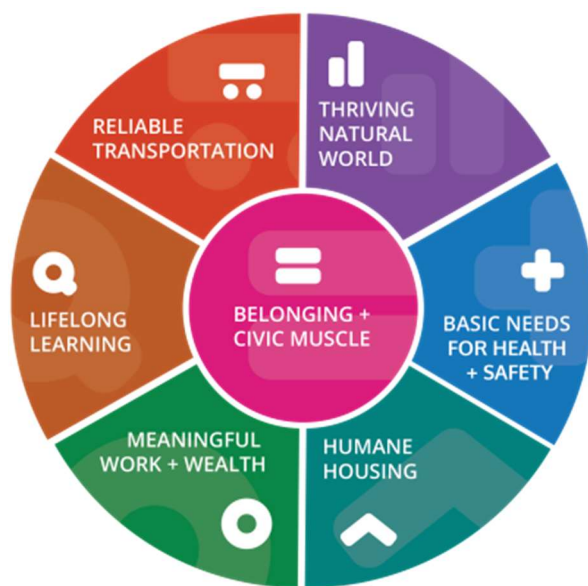 RELIABLE
TRANSPORTATION
THRIVING
NATURAL
WORLD
LIFELONG
LEARNING
BELONGING +
CIVIC MUSCLE
BASIC NEEDS
FOR HEALTH
+ SAFETY
MEANINGFUL
WORK + WEALTH
HUMANE
HOUSING